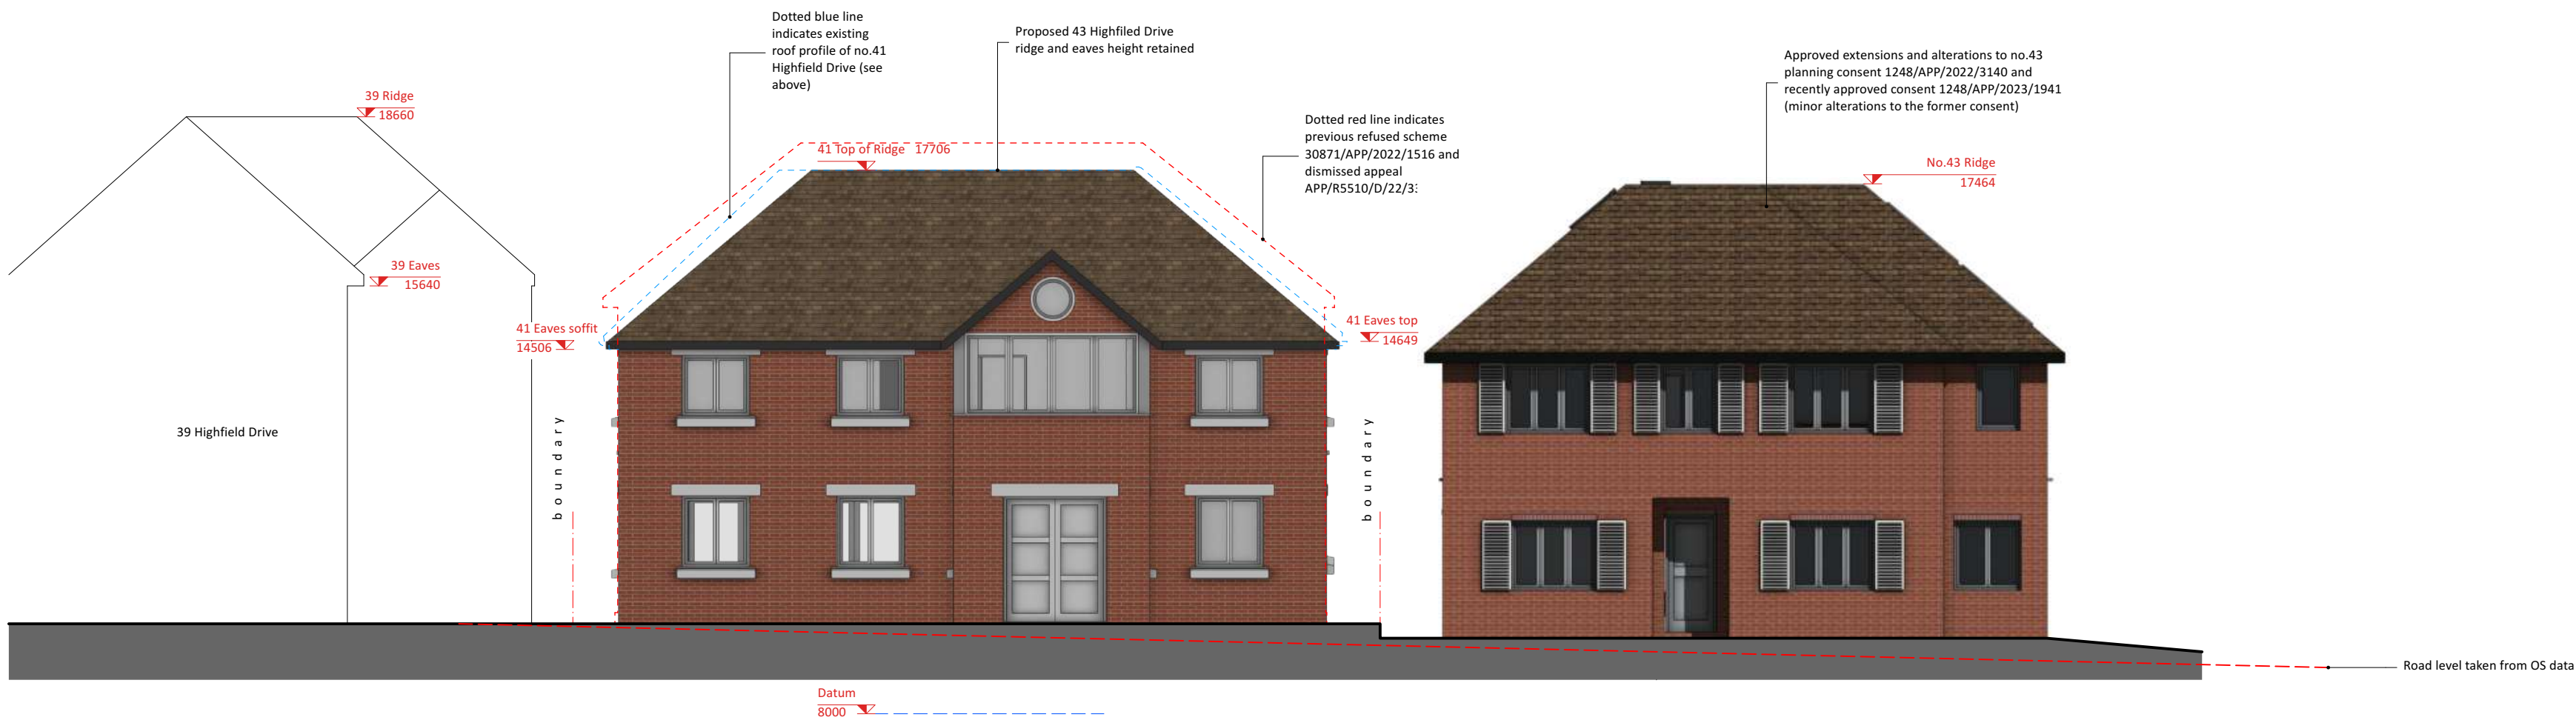 Dotted blue line
indicates existing
roof profile of no.41
Highfield Drive (see
above)
Proposed 43 Highfiled Drive
ridge and eaves height retained
Approved extensions and alterations to no.43
planning consent 1248/APP/2022/3140 and
recently approved consent 1248/APP/2023/1941
(minor alterations to the former consent)
39 Ridge
18660
Dotted red line indicates
previous refused scheme
30871/APP/2022/1516 and
dismissed appeal
APP/R5510/D/22/3
41 Top of Ridge 17706
No.43 Ridge
17464
39 Eaves
15640
41 Eaves soffit
14506
41 Eaves top
14649
39 Highfield Drive
boundary
boundary
Road level taken from OS data
Datum
8000